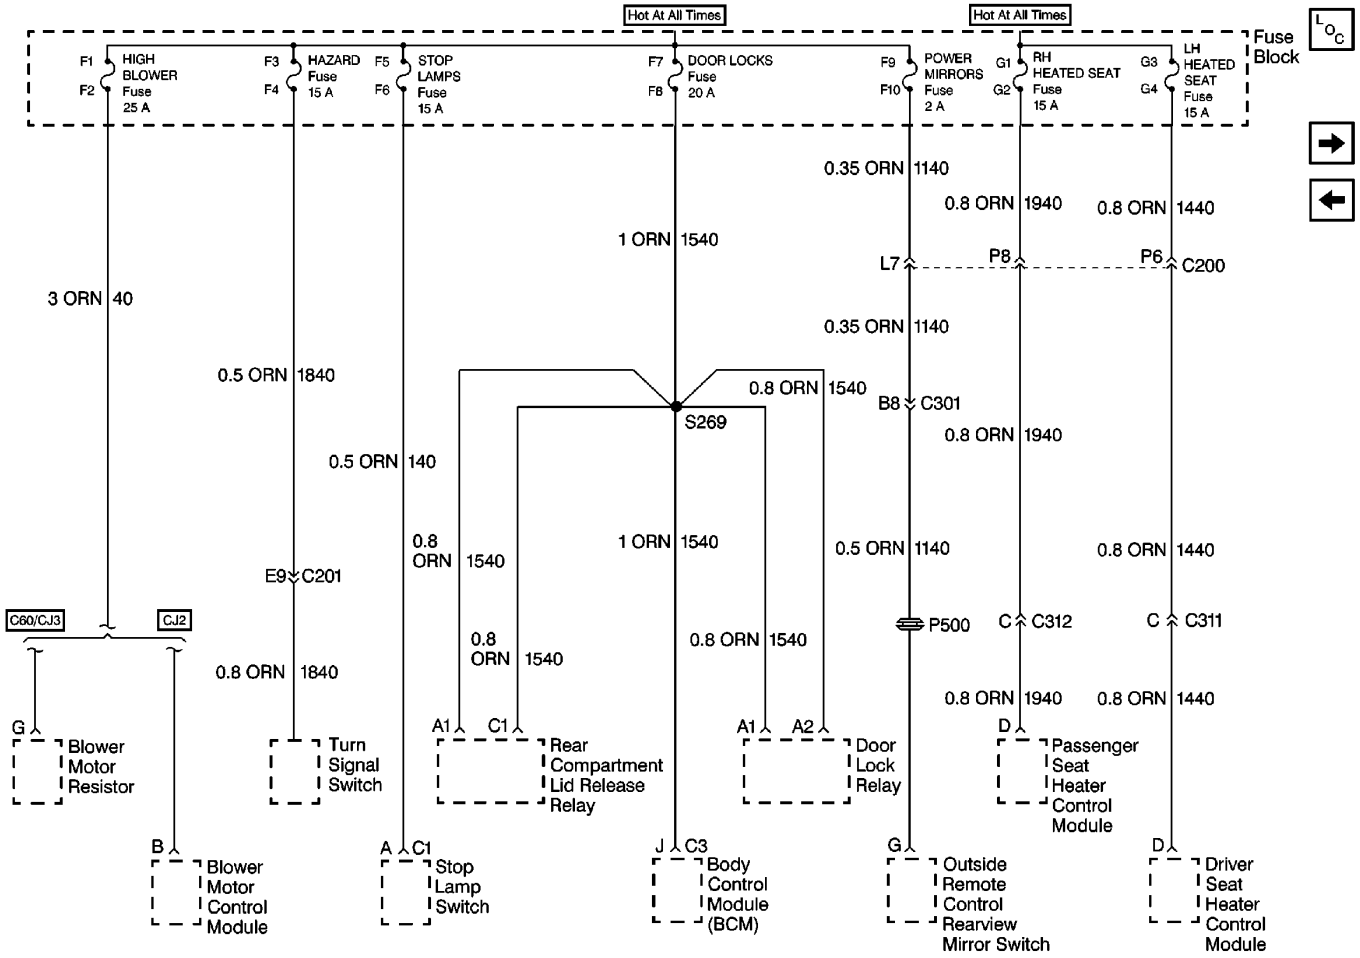 Hot At All Times
Hot At All Times
L
O
C
Fuse
Block
F1
F2
HIGH
BLOWER
Fuse
25 A
F3
F4
HAZARD
Fuse
15 A
F5
F6
STOP
LAMPS
Fuse
15 A
F7
F8
DOOR LOCKS
Fuse
20 A
F9
F10
POWER
MIRRORS
Fuse
2 A
G1
G2
RH
HEATED SEAT
Fuse
15 A
G3
G4
LH
HEATED
SEAT
Fuse
15 A
0.35 ORN 1140
0.8 ORN 1940
0.8 ORN 1440
1 ORN 1540
L7
P8
P6
C200
3 ORN 40
0.35 ORN 1140
0.5 ORN 1840
0.8 ORN 1540
B8 C301
S269
0.8 ORN 1940
0.5 ORN 140
0.8
ORN 1540
1 ORN 1540
0.5 ORN 1140
0.8 ORN 1440
E9 C201
C60/CJ3
CJ2
P500
C C312
C C311
0.8
ORN 1540
0.8 ORN 1540
0.8 ORN 1840
0.8 ORN 1940
0.8 ORN 1440
G
Blower
Motor
Resistor
Turn
Signal
Switch
A1
C1
Rear
Compartment
Lid Release
Relay
A1
A2
Door
Lock
Relay
D
Passenger
Seat
Heater
Control
Module
B
Blower
Motor
Control
Module
A C1
Stop
Lamp
Switch
J C3
Body
Control
Module
(BCM)
G
Outside
Remote
Control
Rearview
Mirror Switch
D
Driver
Seat
Heater
Control
Module